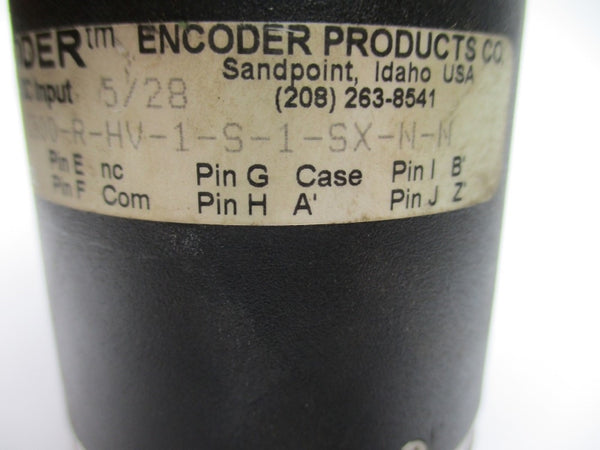 DER™ ENCODER PRODUCTS CO.
Sandpoint, Idaho USA
C Input 5/28 (208) 263-8541
00-R-HV-1-S-1-SX-N-N
Pin E nc Pin G Case Pin I B'
Pin F Com Pin H A' Pin J Z'